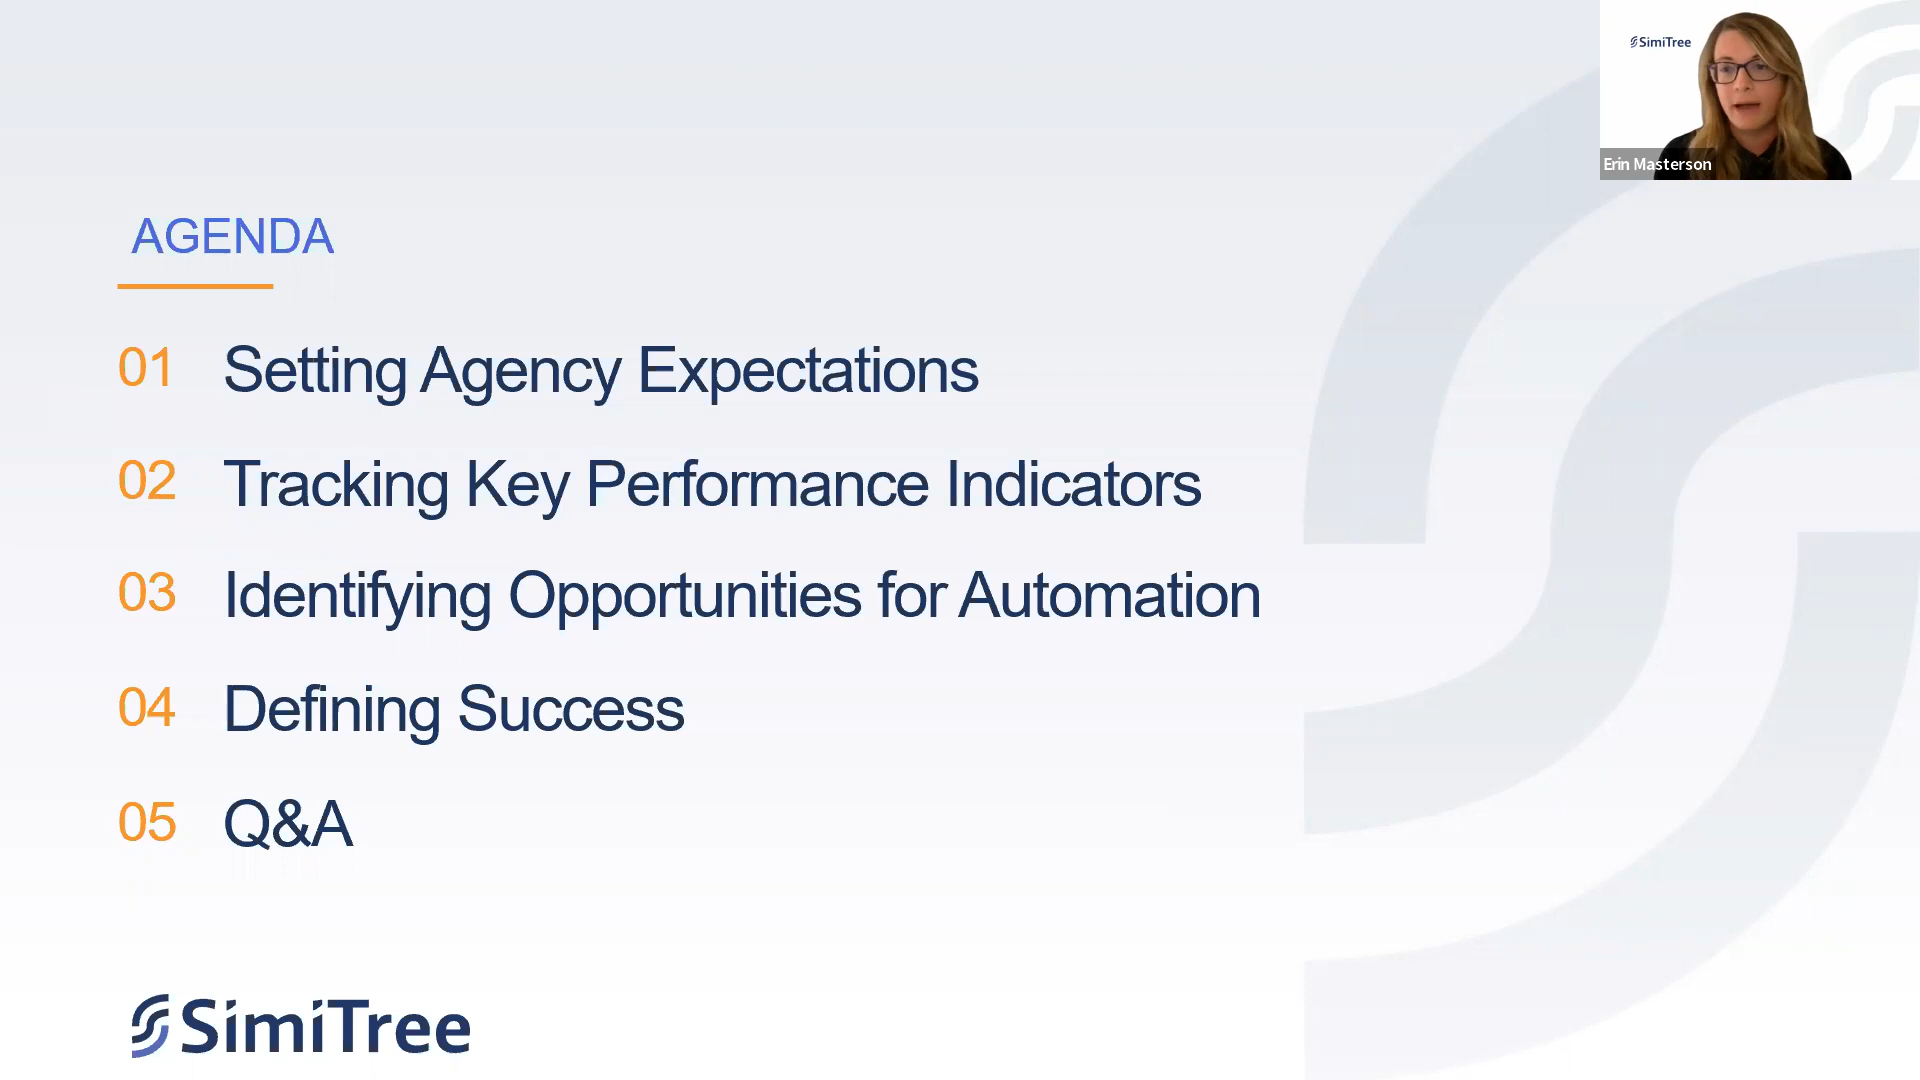 SimiTree
Erin Masterson
AGENDA
01 Setting Agency Expectations
02 Tracking Key Performance Indicators
03 Identifying Opportunities for Automation
04 Defining Success
05 Q&A
SimiTree